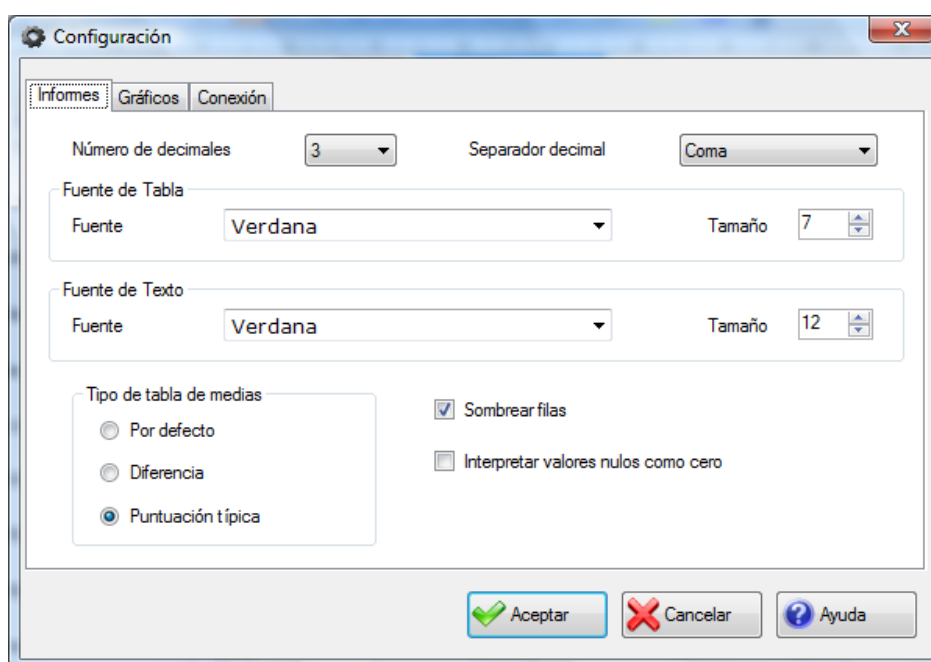 Configuración
Informes Gráficos Conexión
Número de decimales 3 Separador decimal Coma
Fuente de Tabla
Fuente Verdana Tamaño 7
Fuente de Texto
Fuente Verdana Tamaño 12
Tipo de tabla de medias
Por defecto
Diferencia
Puntuación típica
Sombrear filas
Interpretar valores nulos como cero
Aceptar Cancelar Ayuda